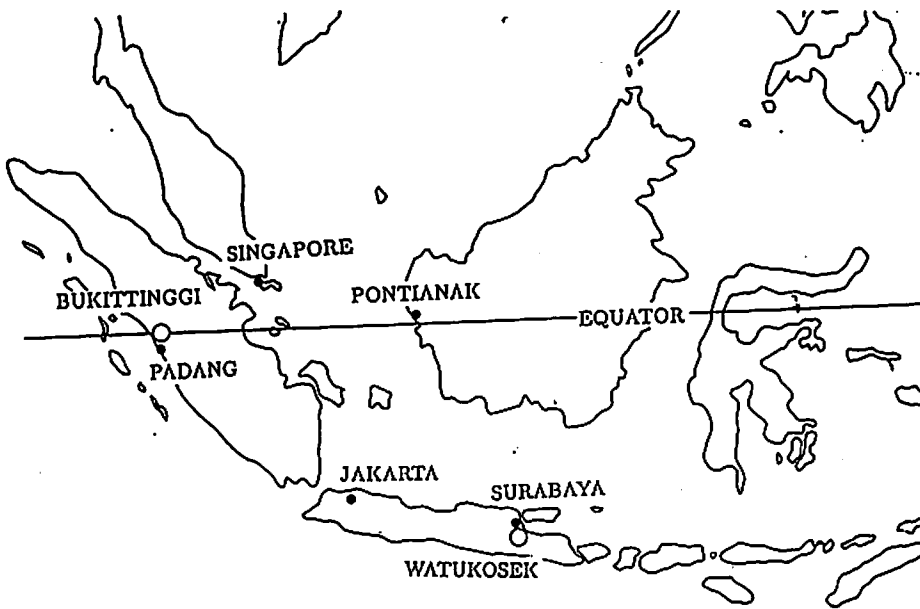 SINGAPORE
BUKITTINGGI
PONTIANAK
EQUATOR
PADANG
JAKARTA
SURABAYA
WATUKOSEK